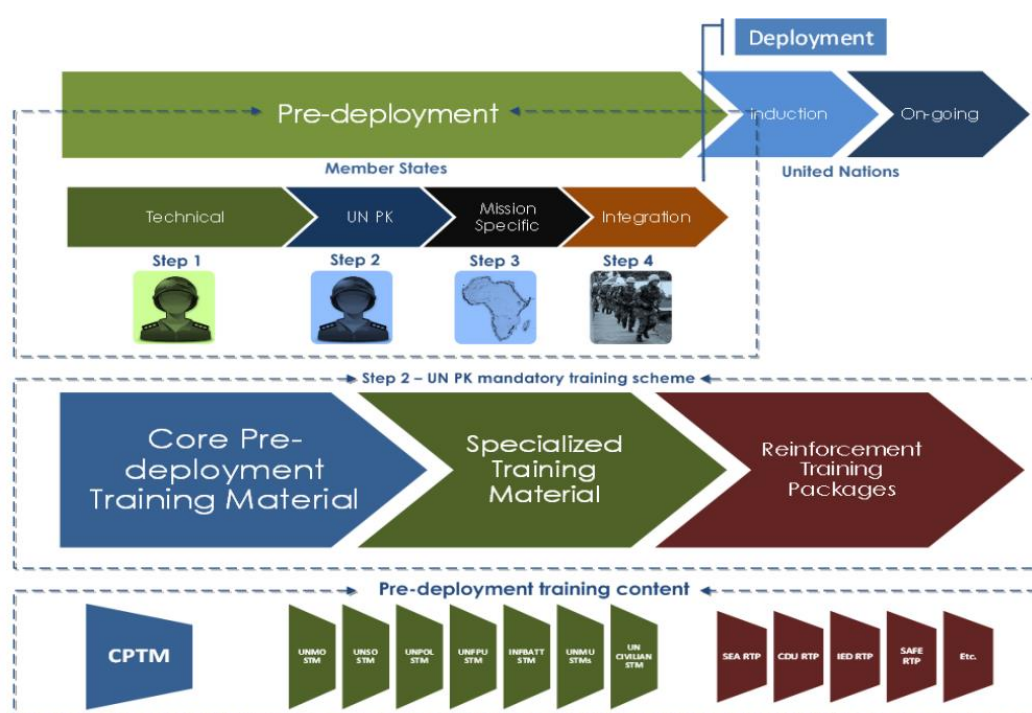 Deployment
Pre-deployment
Induction
On-going
Member States
United Nations
Technical
UN PK
Mission
Specific
Integration
Step 1
Step 2
Step 3
Step 4
Step 2 – UN PK mandatory training scheme
Core Pre-
deployment
Training Material
Specialized
Training
Material
Reinforcement
Training
Packages
Pre-deployment training content
CPTM
UNMO
STM
UNSO
STM
UNPOL
STM
UNFPU
STM
INFBATT
STM
UNMU
STMs
UN
CIVILIAN
STM
SEA RTP
CDU RTP
IED RTP
SAFE
RTP
Etc.